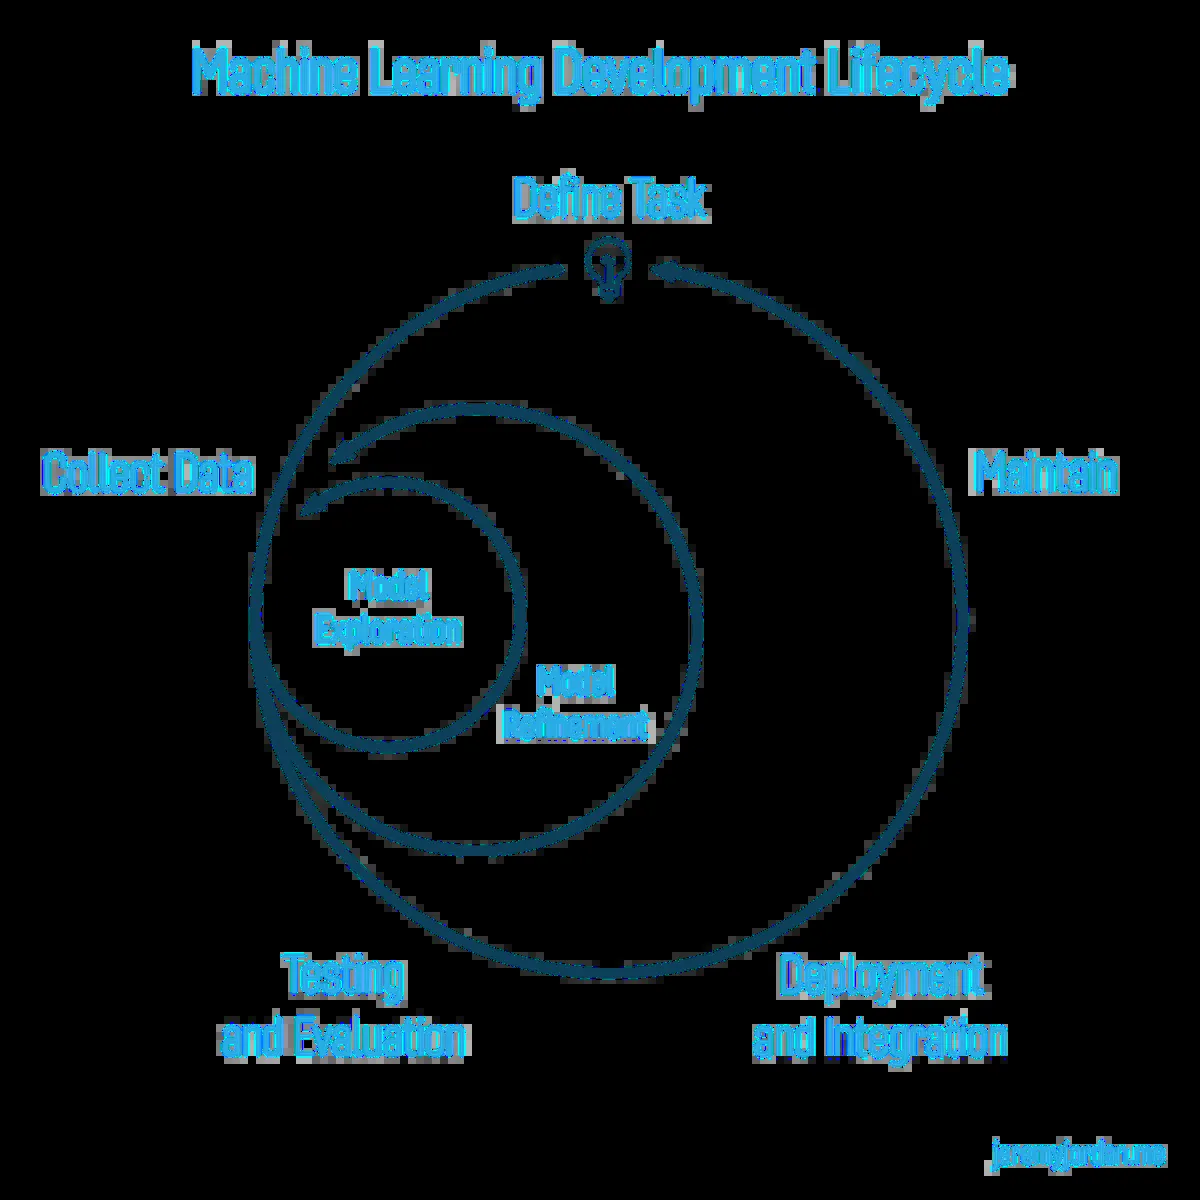 Machine Learning Development Lifecycle
Define Task
Collect Data
Maintain
Model
Exploration
Model
Refinement
Testing
and Evaluation
Deployment
and Integration
jeremyjordan.me